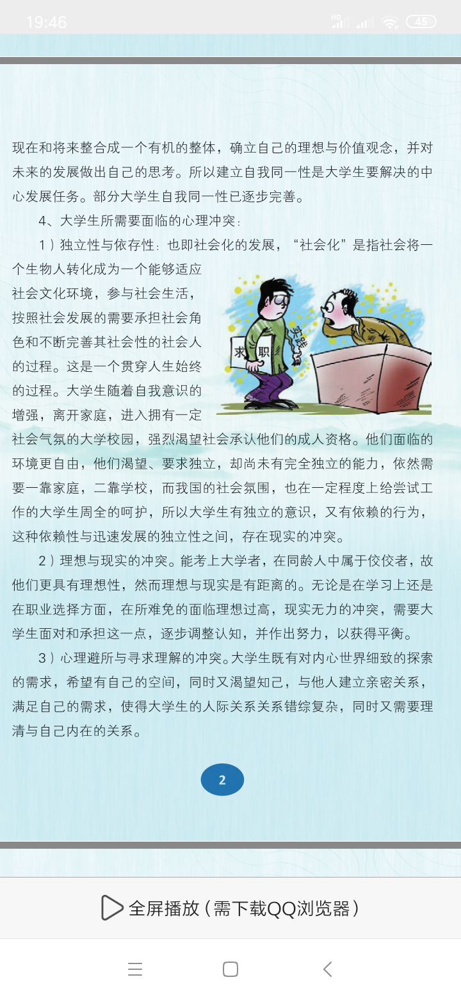 19:46
HD
45
现在和将来整合成一个有机的整体，确立自己的理想与价值观念，并对
未来的发展做出自己的思考。所以建立自我同一性是大学生要解决的中
心发展任务。部分大学生自我同一性已逐步完善。
4、大学生所需要面临的心理冲突：
1）独立性与依存性：也即社会化的发展，“社会化”是指社会将一
个生物人转化成为一个能够适应
社会文化环境，参与社会生活，
按照社会发展的需要承担社会角
色和不断完善其社会性的社会人
的过程。这是一个贯穿人生始终
的过程。大学生随着自我意识的
增强，离开家庭，进入拥有一定
求职
实践
社会气氛的大学校园，强烈渴望社会承认他们的成人资格。他们面临的
环境更自由，他们渴望、要求独立，却尚未有完全独立的能力，依然需
要一靠家庭，二靠学校，而我国的社会氛围，也在一定程度上给尝试工
作的大学生周全的呵护，所以大学生有独立的意识，又有依赖的行为，
这种依赖性与迅速发展的独立性之间，存在现实的冲突。
2）理想与现实的冲突。能考上大学者，在同龄人中属于佼佼者，故
他们更具有理想性，然而理想与现实是有距离的。无论是在学习上还是
在职业选择方面，在所难免的面临理想过高，现实无力的冲突，需要大
学生面对和承担这一点，逐步调整认知，并作出努力，以获得平衡。
3）心理避所与寻求理解的冲突。大学生既有对内心世界细致的探索
的需求，希望有自己的空间，同时又渴望知己，与他人建立亲密关系，
满足自己的需求，使得大学生的人际关系关系错综复杂，同时又需要理
清与自己内在的关系。
2
全屏播放（需下载QQ浏览器）